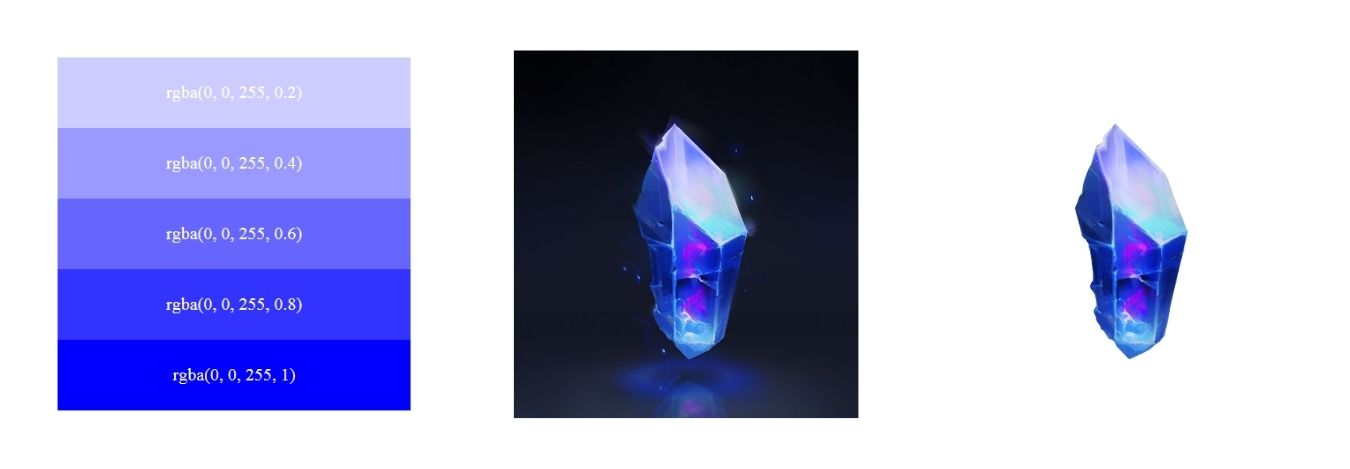 rgba(0, 0, 255, 0.2)
rgba(0, 0, 255, 0.4)
rgba(0, 0, 255, 0.6)
rgba(0, 0, 255, 0.8)
rgba(0, 0, 255, 1)